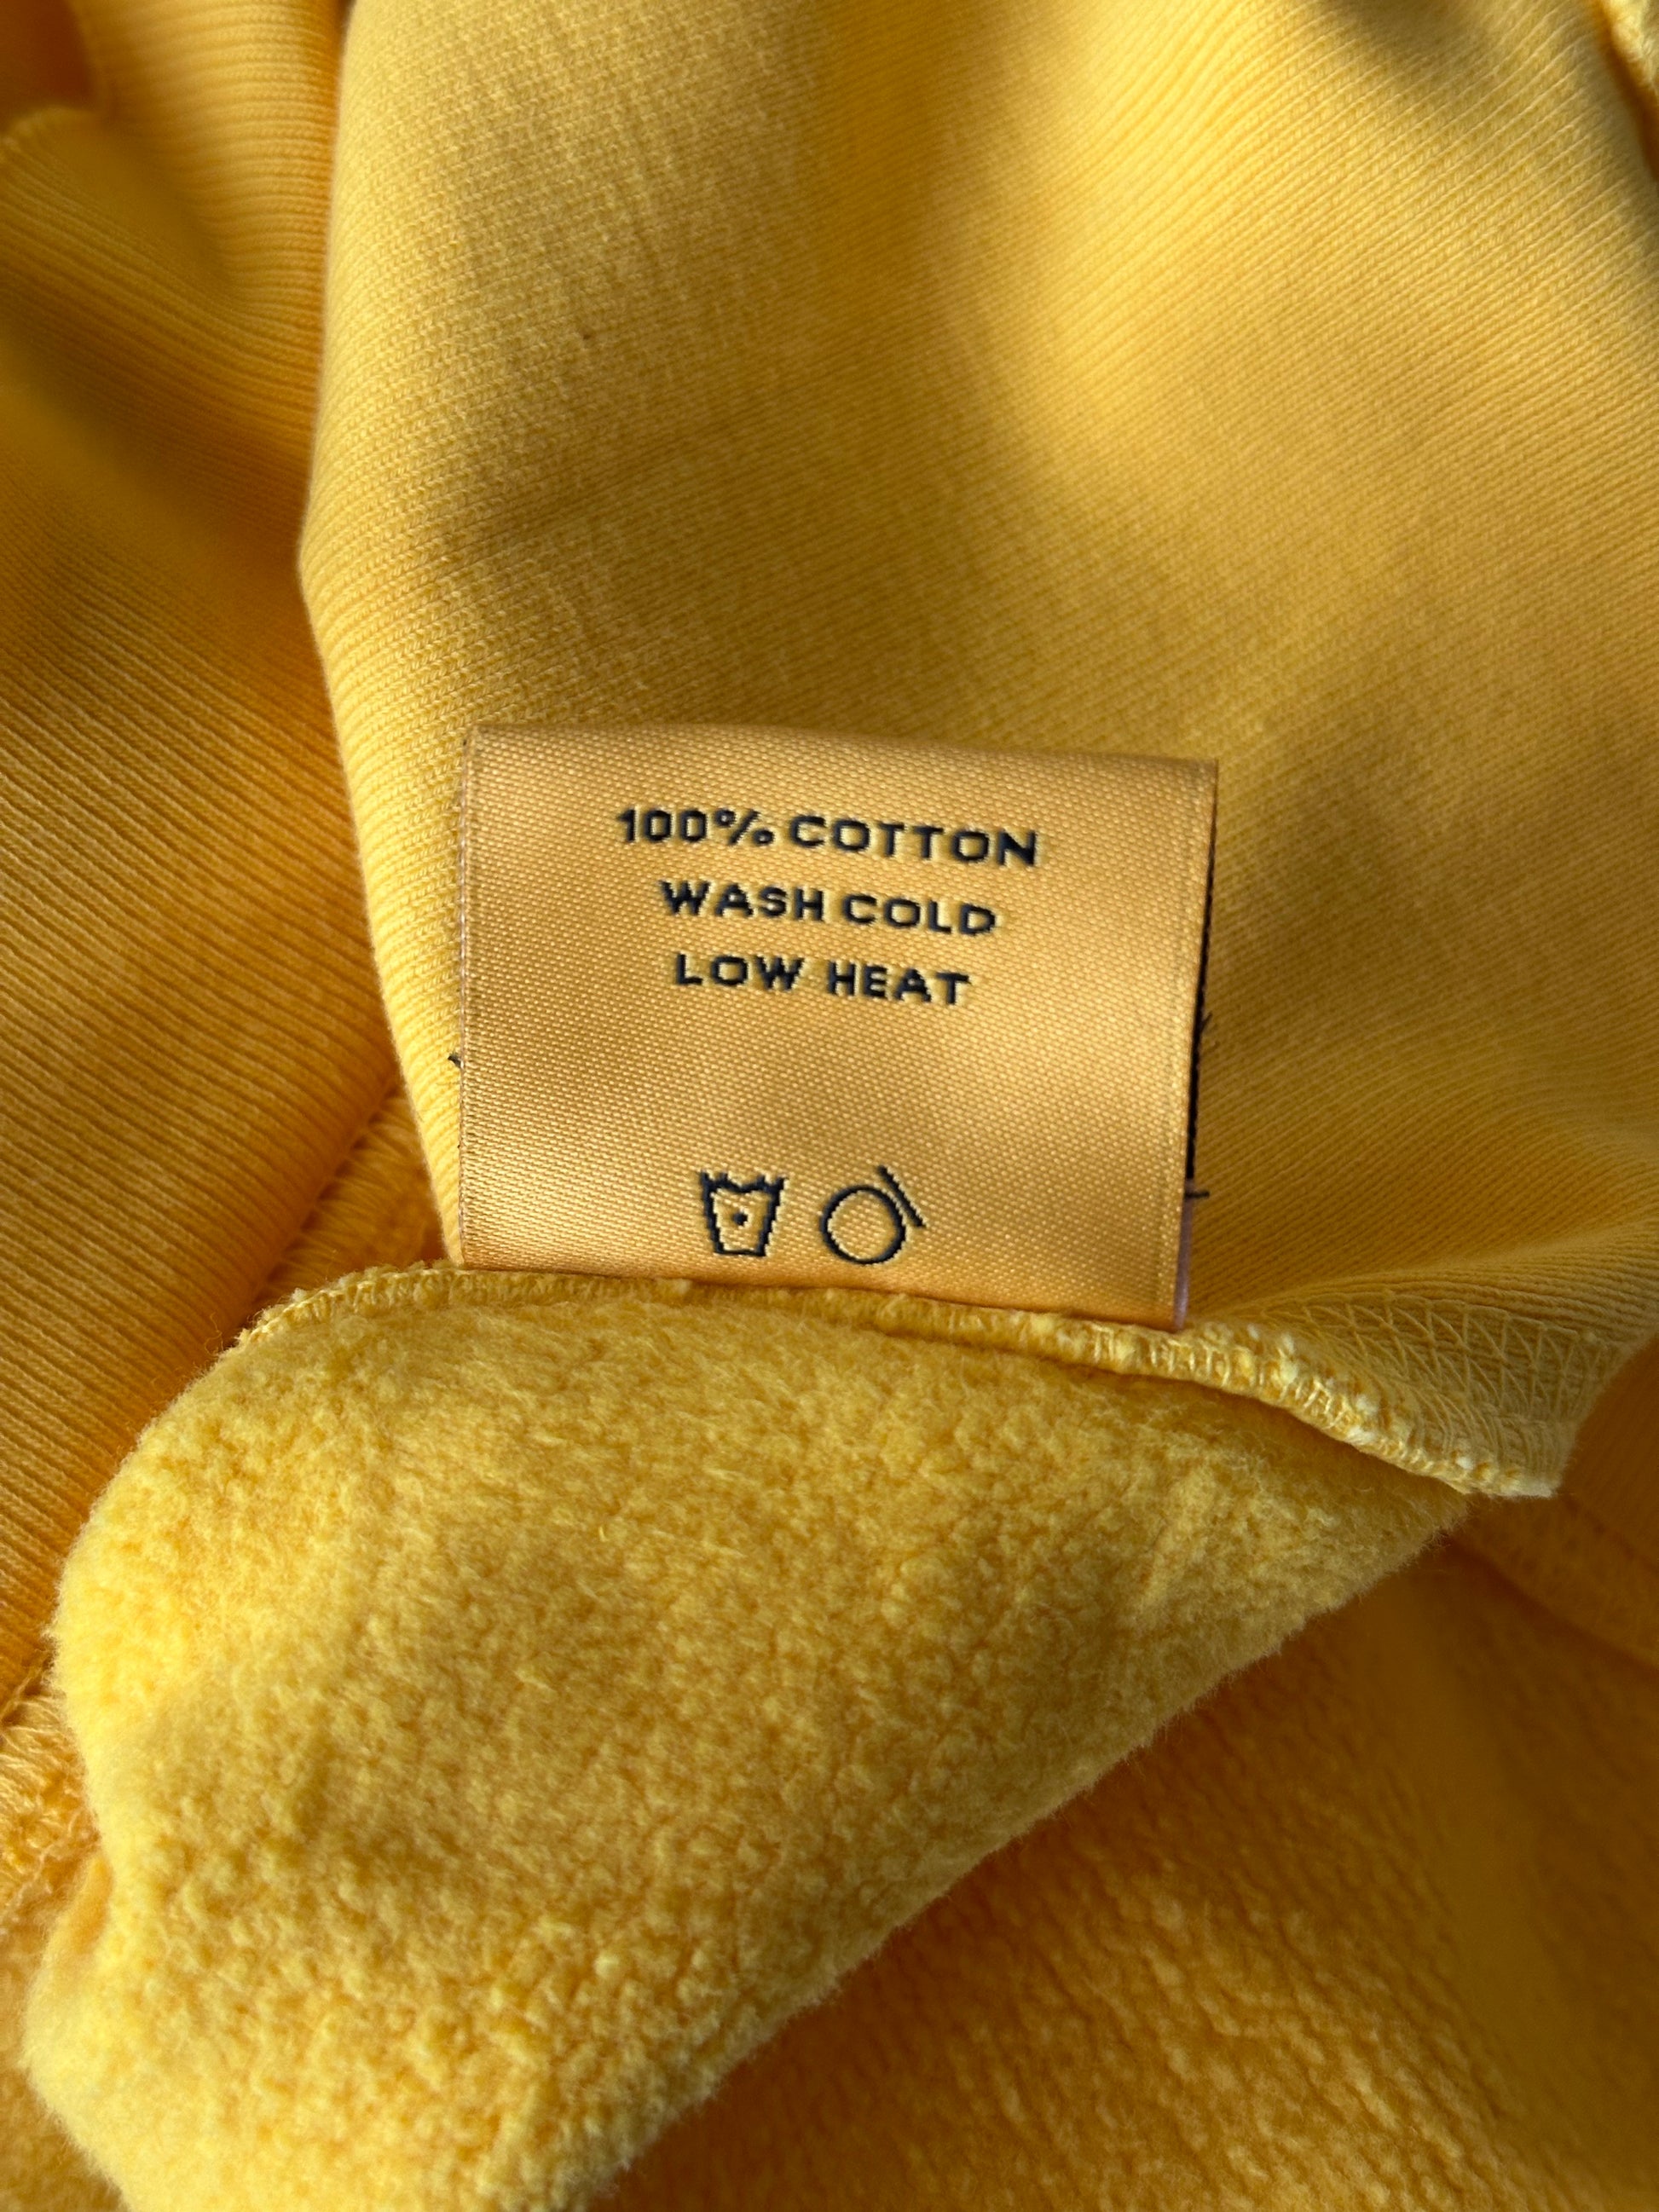 100% COTTON
WASH COLD
LOW HEAT